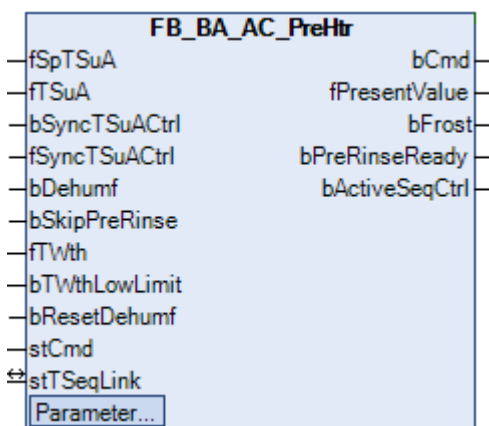 FB_BA_AC_PreHtr
fSpTSuA bCmd
fTSuA fPresentValue
bSyncTSuACtrl bFrost
fSyncTSuACtrl bPreRinseReady
bDehumf bActiveSeqCtrl
bSkipPreRinse
fTWth
bTWthLowLimit
bResetDehumf
stCmd
stTSeqLink
Parameter...